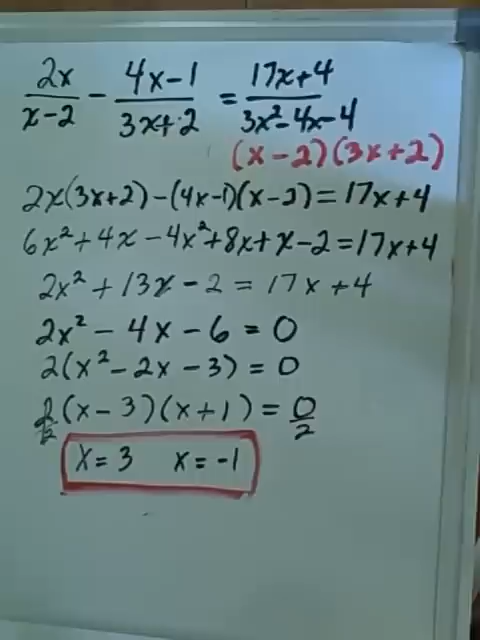 2x/(x-2) - (4x-1)/(3x+2) = (17x+4)/(3x²-4x-4)
(x-2)(3x+2)
2x(3x+2)-(4x-1)(x-2)=17x+4
6x²+4x-4x²+8x+x-2=17x+4
2x²+13x-2=17x+4
2x²-4x-6=0
2(x²-2x-3)=0
2/2(x-3)(x+1)=0/2
x=3 x=-1